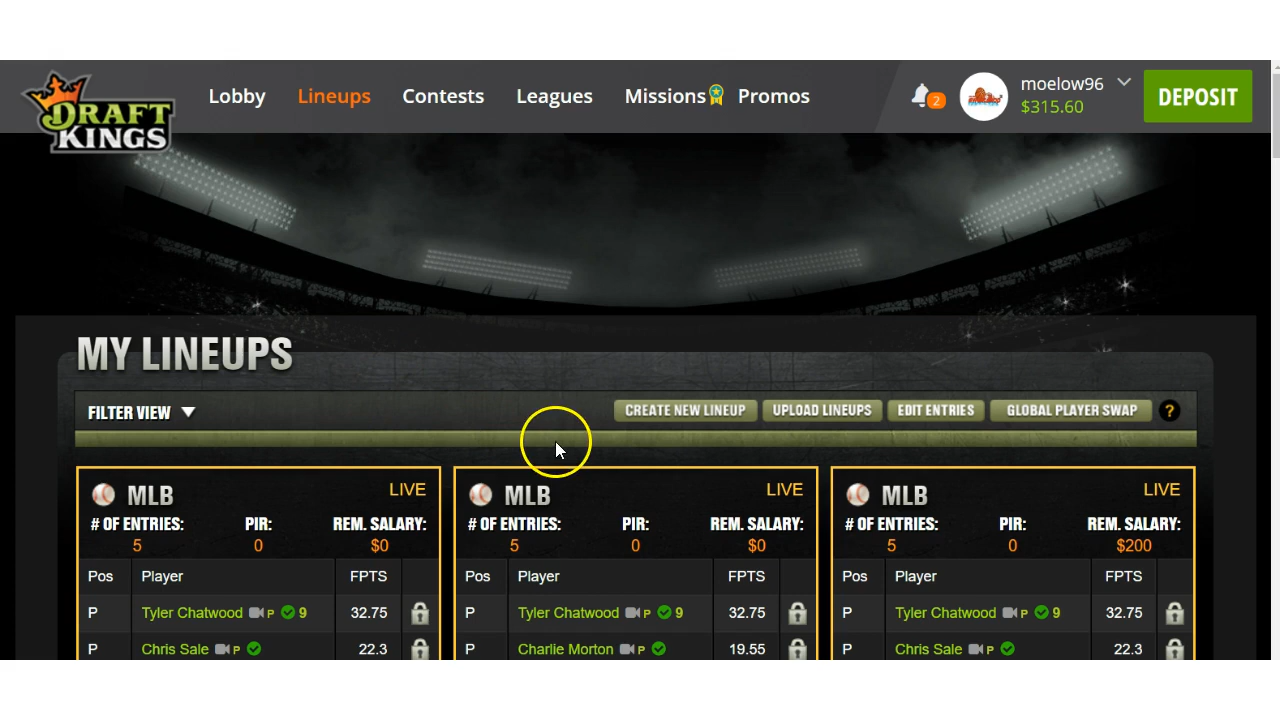 DRAFT KINGS
Lobby Lineups Contests Leagues Missions Promos
2
moelow96
$315.60
DEPOSIT
MY LINEUPS
FILTER VIEW
CREATE NEW LINEUP UPLOAD LINEUPS EDIT ENTRIES GLOBAL PLAYER SWAP ?
MLB LIVE
# OF ENTRIES: PIR: REM. SALARY:
5 0 $0
Pos Player FPTS
P Tyler Chatwood P 9 32.75
P Chris Sale P 22.3
MLB LIVE
# OF ENTRIES: PIR: REM. SALARY:
5 0 $0
Pos Player FPTS
P Tyler Chatwood P 9 32.75
P Charlie Morton P 19.55
MLB LIVE
# OF ENTRIES: PIR: REM. SALARY:
5 0 $200
Pos Player FPTS
P Tyler Chatwood P 9 32.75
P Chris Sale P 22.3